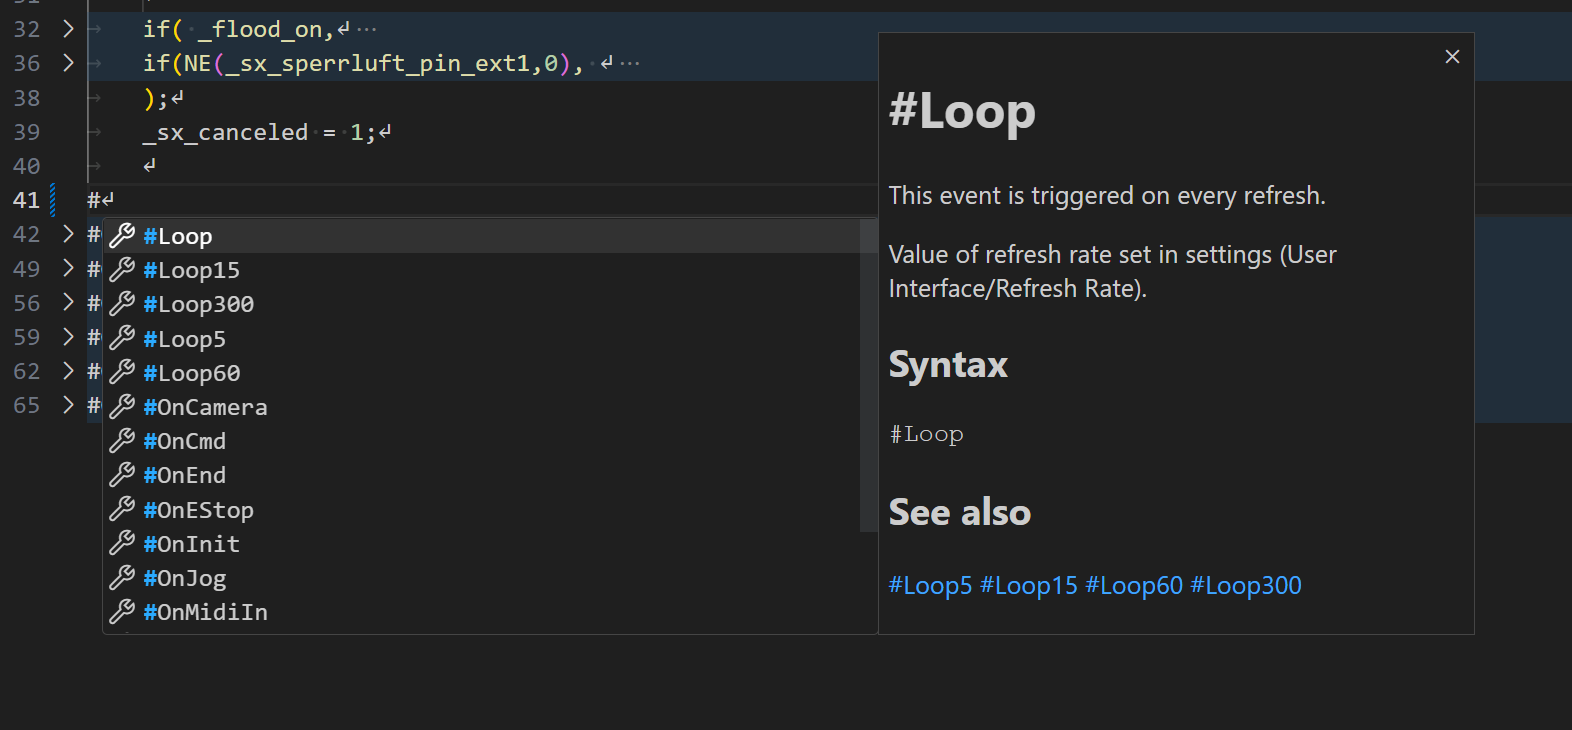 32 if( _flood_on,↲ ···
36 if(NE(_sx_sperrluft_pin_ext1,0), ↲ ···
38 );↲
39 _sx_canceled = 1;↲
40 ↲
41 #↲
42 #
49 #
56 #
59 #
62 #
65 #
#Loop
#Loop15
#Loop300
#Loop5
#Loop60
#OnCamera
#OnCmd
#OnEnd
#OnEStop
#OnInit
#OnJog
#OnMidiIn
#Loop
This event is triggered on every refresh.
Value of refresh rate set in settings (User
Interface/Refresh Rate).
Syntax
#Loop
See also
#Loop5 #Loop15 #Loop60 #Loop300